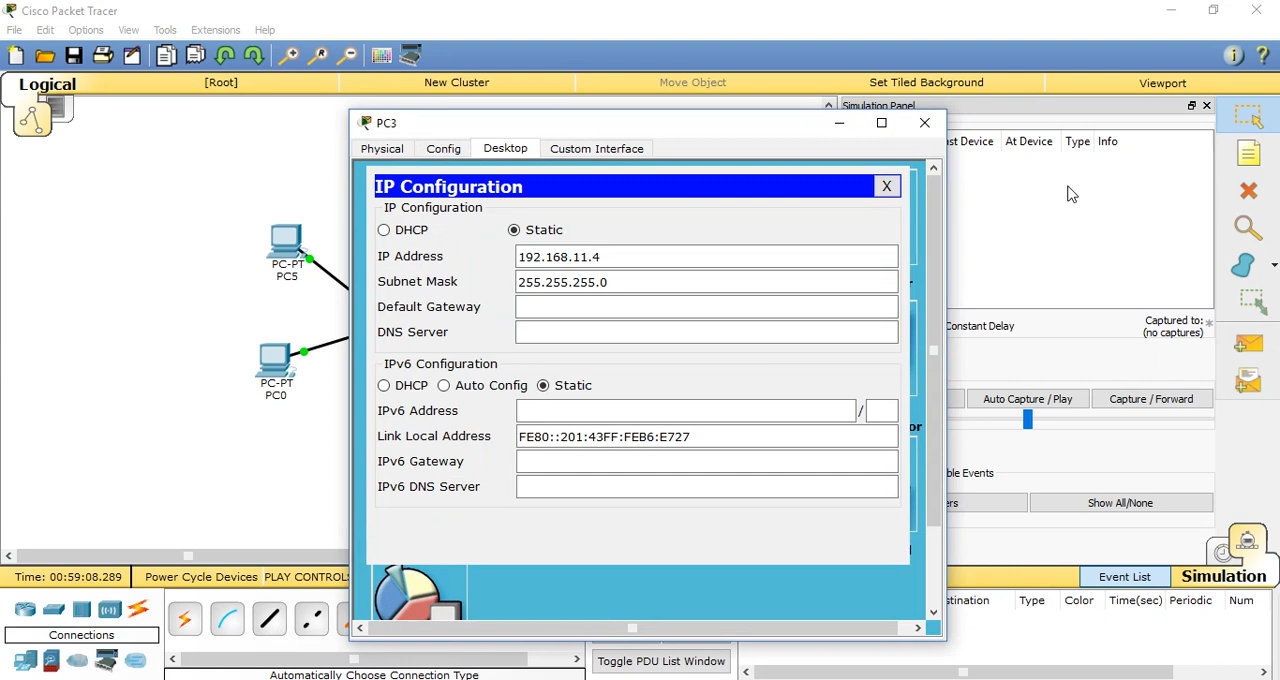 Cisco Packet Tracer
File Edit Options View Tools Extensions Help
Logical [Root] New Cluster Move Object Set Tiled Background Viewport
Simulation Panel
PC3
Physical Config Desktop Custom Interface
st Device At Device Type Info
IP Configuration X
IP Configuration
DHCP Static
IP Address 192.168.11.4
Subnet Mask 255.255.255.0
Default Gateway
DNS Server
IPv6 Configuration
DHCP Auto Config Static
IPv6 Address /
Link Local Address FE80::201:43FF:FEB6:E727
IPv6 Gateway
IPv6 DNS Server
PC-PT
PC5
PC-PT
PC0
Constant Delay Captured to: *
(no captures)
Auto Capture / Play Capture / Forward
or
ble Events
ers Show All/None
Time: 00:59:08.289 Power Cycle Devices PLAY CONTROLS Event List Simulation
stination Type Color Time(sec) Periodic Num
Connections
Automatically Choose Connection Type
Toggle PDU List Window